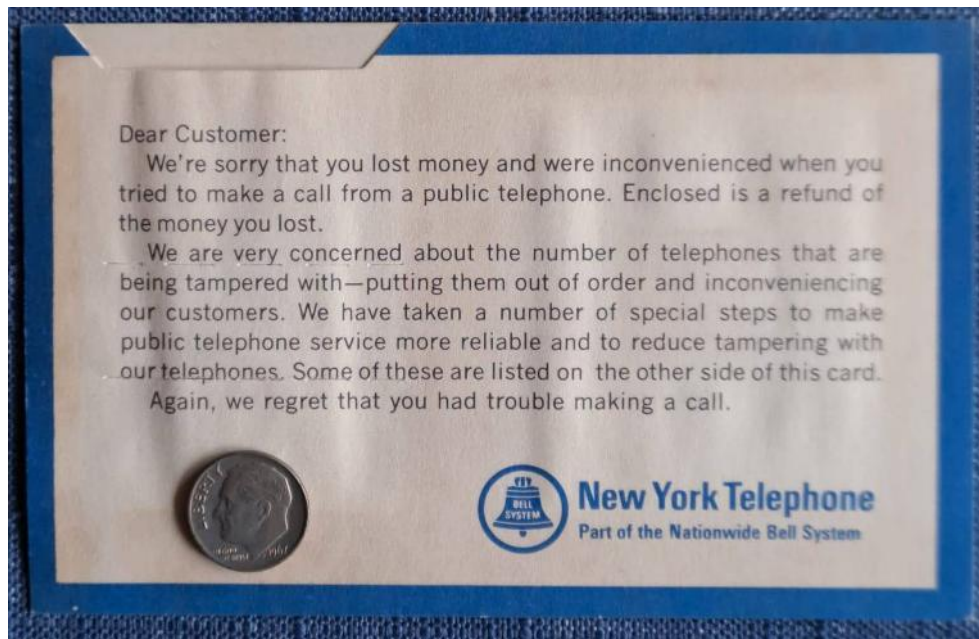 Dear Customer:
We're sorry that you lost money and were inconvenienced when you
tried to make a call from a public telephone. Enclosed is a refund of
the money you lost.
We are very concerned about the number of telephones that are
being tampered with—putting them out of order and inconveniencing
our customers. We have taken a number of special steps to make
public telephone service more reliable and to reduce tampering with
our telephones. Some of these are listed on the other side of this card.
Again, we regret that you had trouble making a call.
LIBERTY
1967
BELL
SYSTEM
New York Telephone
Part of the Nationwide Bell System